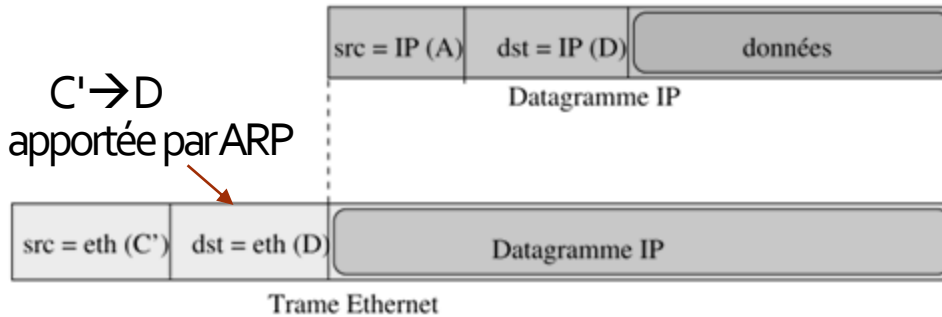 src = IP (A) dst = IP (D) données
Datagramme IP
C'→D
apportée par ARP
src = eth (C’) dst = eth (D) Datagramme IP
Trame Ethernet